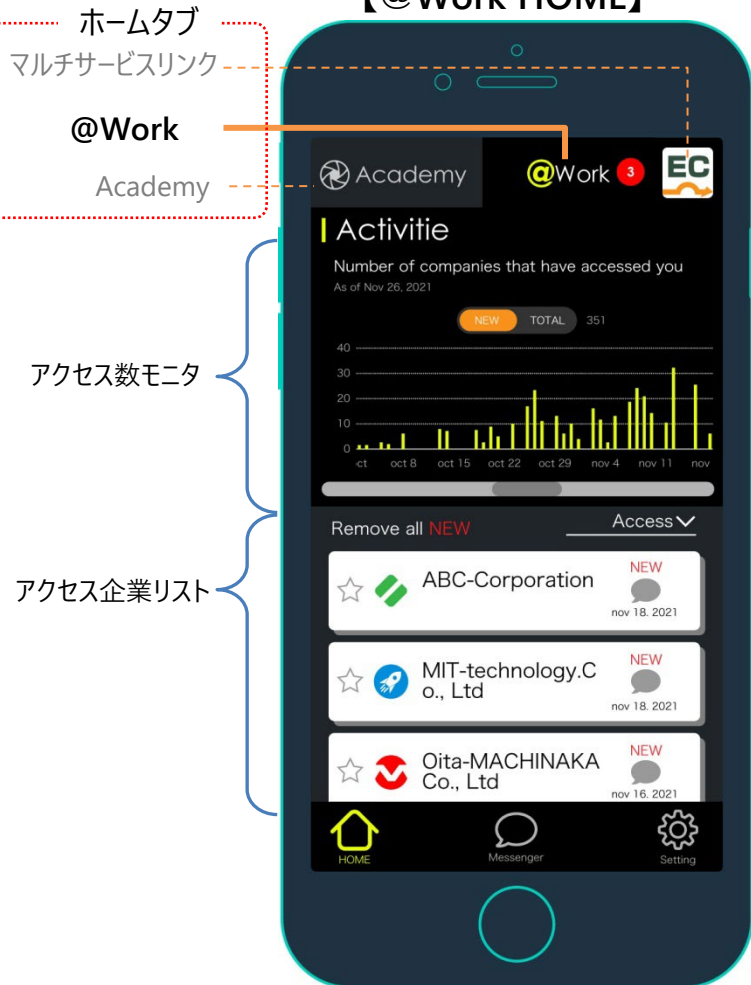 【@Work HOME】
ホームタブ
マルチサービスリンク
@Work
Academy
Academy
@Work 3
EC
Activitie
Number of companies that have accessed you
As of Nov 26, 2021
NEW TOTAL 351
40
30
20
10
0
ct oct 8 oct 15 oct 22 oct 29 nov 4 nov 11 nov
アクセス数モニタ
Remove all NEW Access
アクセス企業リスト
ABC-Corporation
NEW
nov 18. 2021
MIT-technology.C
o., Ltd
NEW
nov 18. 2021
Oita-MACHINAKA
Co., Ltd
NEW
nov 16. 2021
HOME Messenger Setting